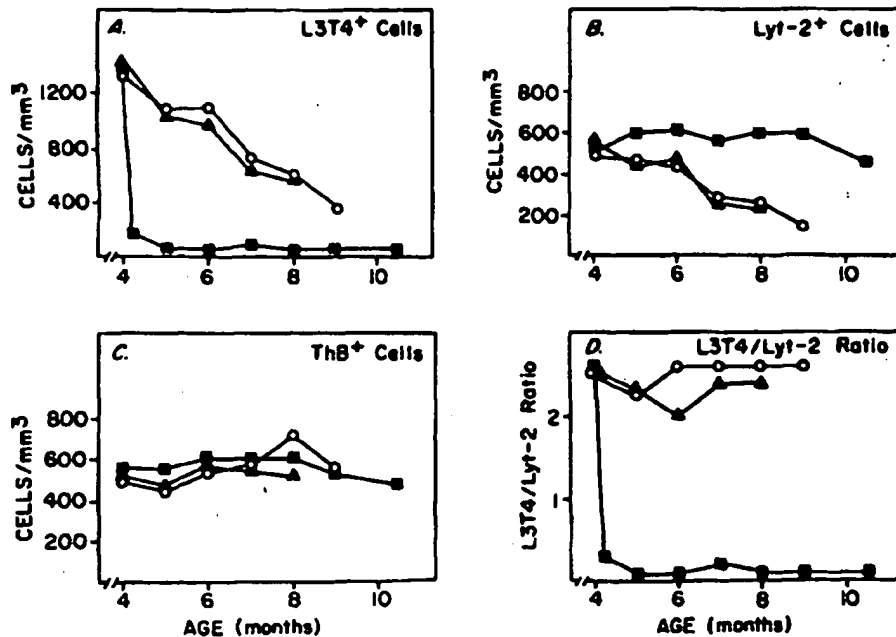 A. L3T4+ Cells
CELLS/mm³
1200
800
400
4 6 8 10
B. Lyt-2+ Cells
CELLS/mm³
800
600
400
200
4 6 8 10
C. ThB+ Cells
CELLS/mm³
800
600
400
200
4 6 8 10
AGE (months)
D. L3T4/Lyt-2 Ratio
L3T4/Lyt-2 Ratio
2
1
4 6 8 10
AGE (months)